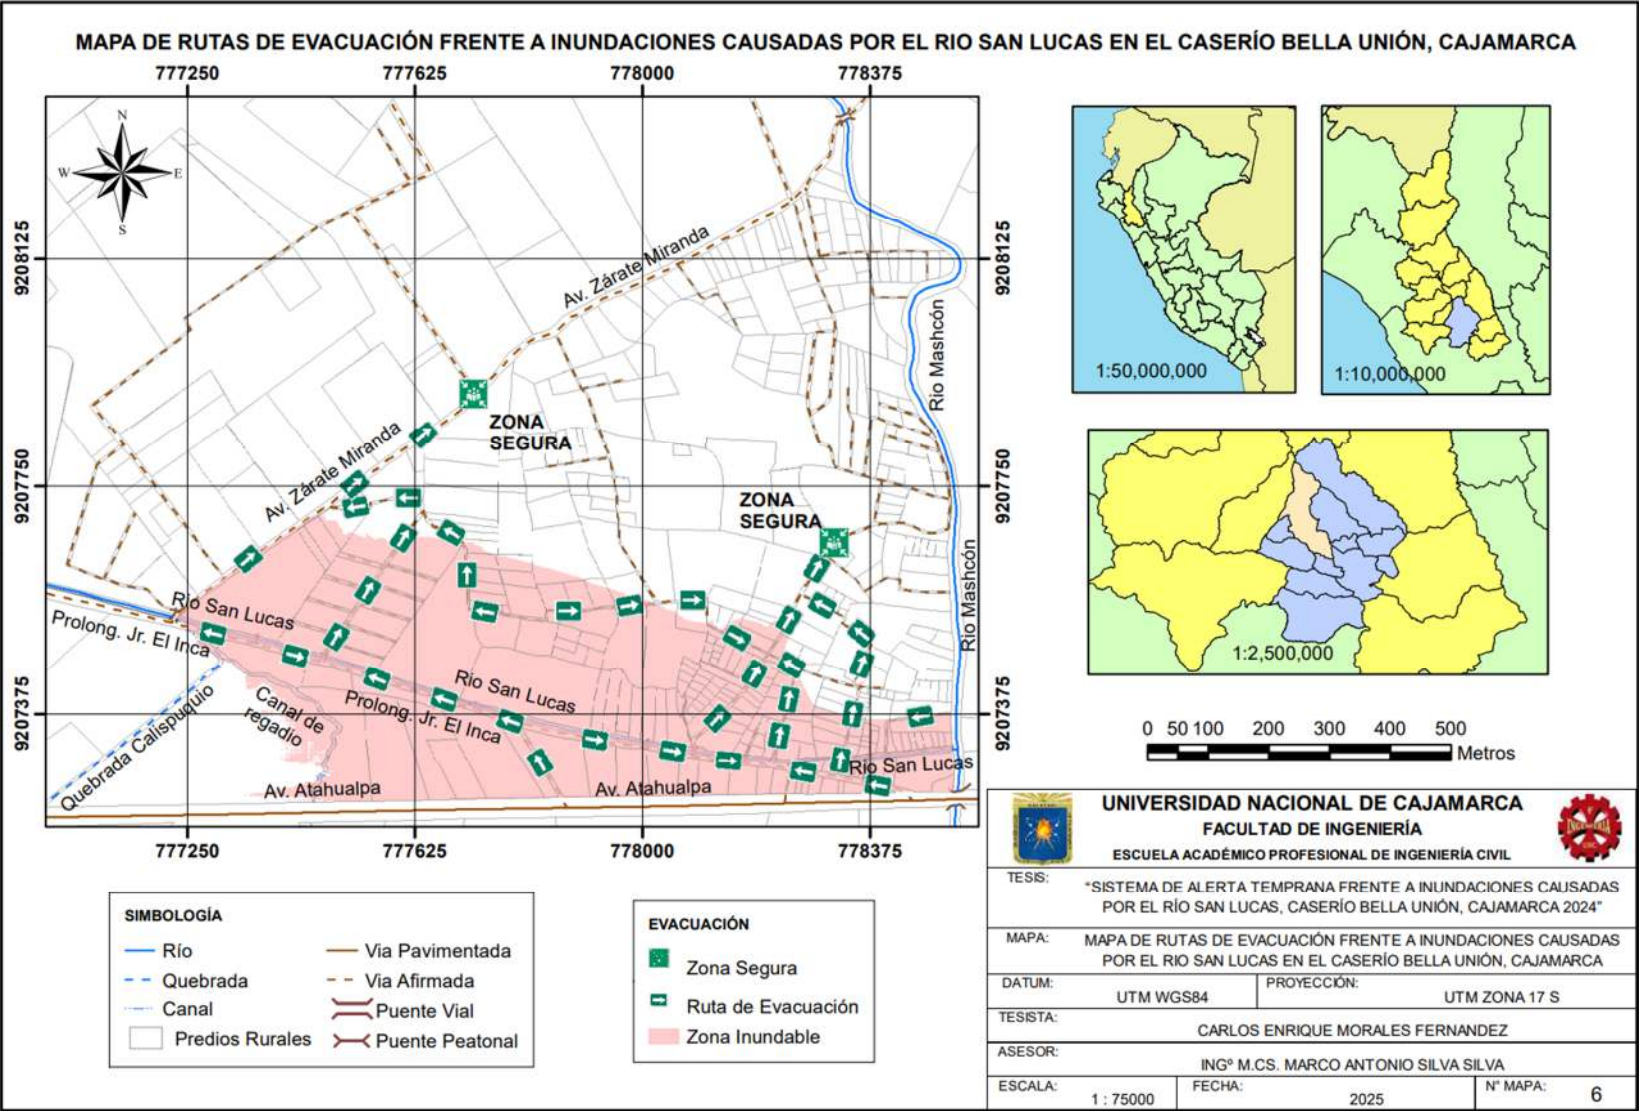 MAPA DE RUTAS DE EVACUACIÓN FRENTE A INUNDACIONES CAUSADAS POR EL RIO SAN LUCAS EN EL CASERÍO BELLA UNIÓN, CAJAMARCA
777250 777625 778000 778375
N
W E
S
9208125
9208125
Av. Zárate Miranda
Rio Mashcón
ZONA
SEGURA
Av. Zárate Miranda
9207750
9207750
ZONA
SEGURA
Rio Mashcón
Rio San Lucas
Prolong. Jr. El Inca
Rio San Lucas
Canal de
regadio
Prolong. Jr. El Inca
9207375
9207375
Quebrada Calispuquio
Rio San Lucas
Av. Atahualpa
Av. Atahualpa
777250 777625 778000 778375
1:50,000,000
1:10,000,000
1:2,500,000
0 50 100 200 300 400 500
Metros
SIMBOLOGÍA
Río
Quebrada
Canal
Predios Rurales
Via Pavimentada
Via Afirmada
Puente Vial
Puente Peatonal
EVACUACIÓN
Zona Segura
Ruta de Evacuación
Zona Inundable
UNIVERSIDAD NACIONAL DE CAJAMARCA
FACULTAD DE INGENIERÍA
ESCUELA ACADÉMICO PROFESIONAL DE INGENIERÍA CIVIL
INGENIERIA
TESIS:
"SISTEMA DE ALERTA TEMPRANA FRENTE A INUNDACIONES CAUSADAS
POR EL RÍO SAN LUCAS, CASERÍO BELLA UNIÓN, CAJAMARCA 2024"
MAPA:
MAPA DE RUTAS DE EVACUACIÓN FRENTE A INUNDACIONES CAUSADAS
POR EL RIO SAN LUCAS EN EL CASERÍO BELLA UNIÓN, CAJAMARCA
DATUM:
UTM WGS84
PROYECCIÓN:
UTM ZONA 17 S
TESISTA:
CARLOS ENRIQUE MORALES FERNANDEZ
ASESOR:
INGº M.CS. MARCO ANTONIO SILVA SILVA
ESCALA:
1 : 75000
FECHA:
2025
N° MAPA:
6